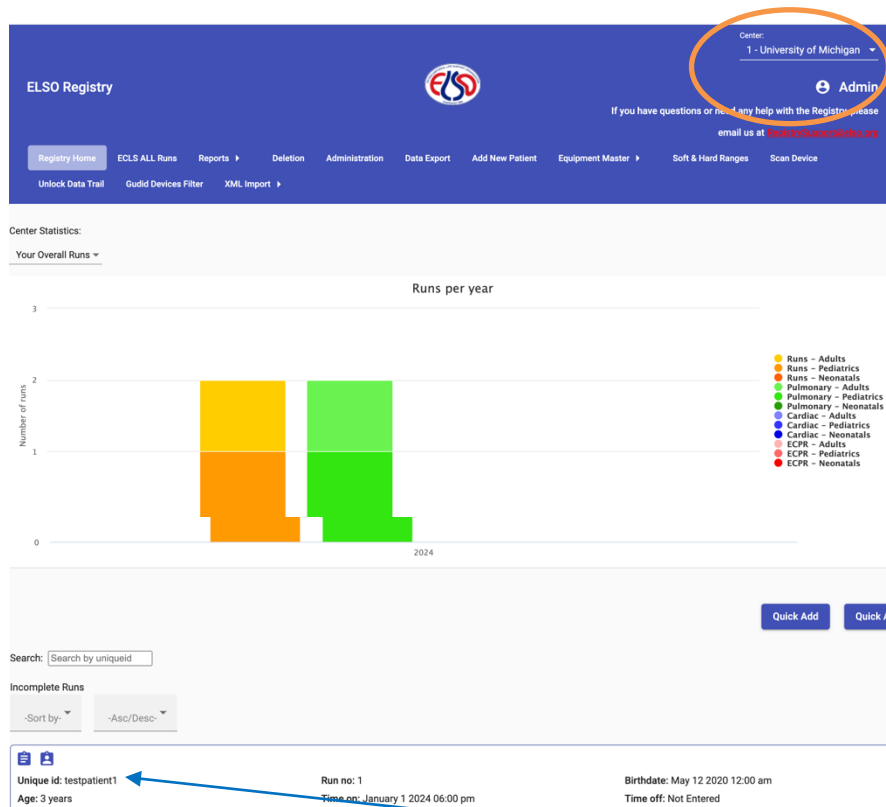 Center:
1 - University of Michigan
ELSO Registry
ELSO
Admin
If you have questions or need any help with the Registry please
email us at
Registry Home ECLS ALL Runs Reports Deletion Administration Data Export Add New Patient Equipment Master Soft & Hard Ranges Scan Device
Unlock Data Trail Gudid Devices Filter XML Import
Center Statistics:
Your Overall Runs
Runs per year
3
2
1
0
Number of runs
2024
Runs – Adults
Runs – Pediatrics
Runs – Neonatals
Pulmonary – Adults
Pulmonary – Pediatrics
Pulmonary – Neonatals
Cardiac – Adults
Cardiac – Pediatrics
Cardiac – Neonatals
ECPR – Adults
ECPR – Pediatrics
ECPR – Neonatals
Quick Add Quick
Search: Search by uniqueid
Incomplete Runs
-Sort by- -Asc/Desc-
Unique id: testpatient1 Run no: 1 Birthdate: May 12 2020 12:00 am
Age: 3 years Time on: January 1 2024 06:00 pm Time off: Not Entered